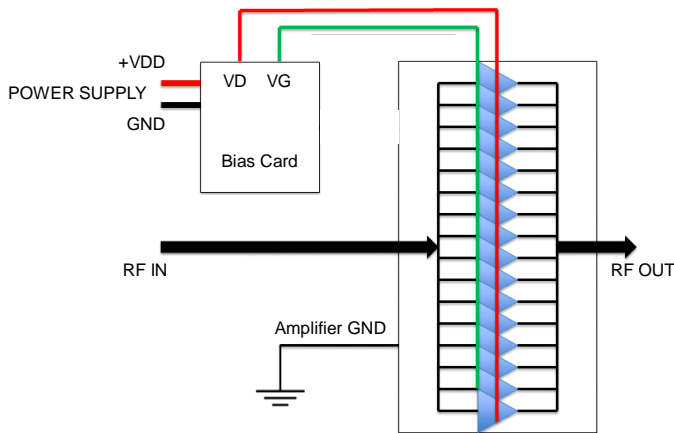 +VDD
VD VG
POWER SUPPLY
GND
Bias Card
RF IN
RF OUT
Amplifier GND